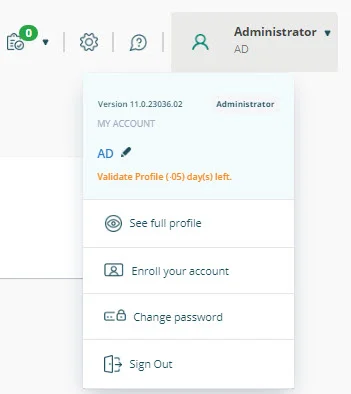 0
Administrator
AD
Version 11.0.23036.02 Administrator
MY ACCOUNT
AD
Validate Profile (-05) day(s) left.
See full profile
Enroll your account
Change password
Sign Out